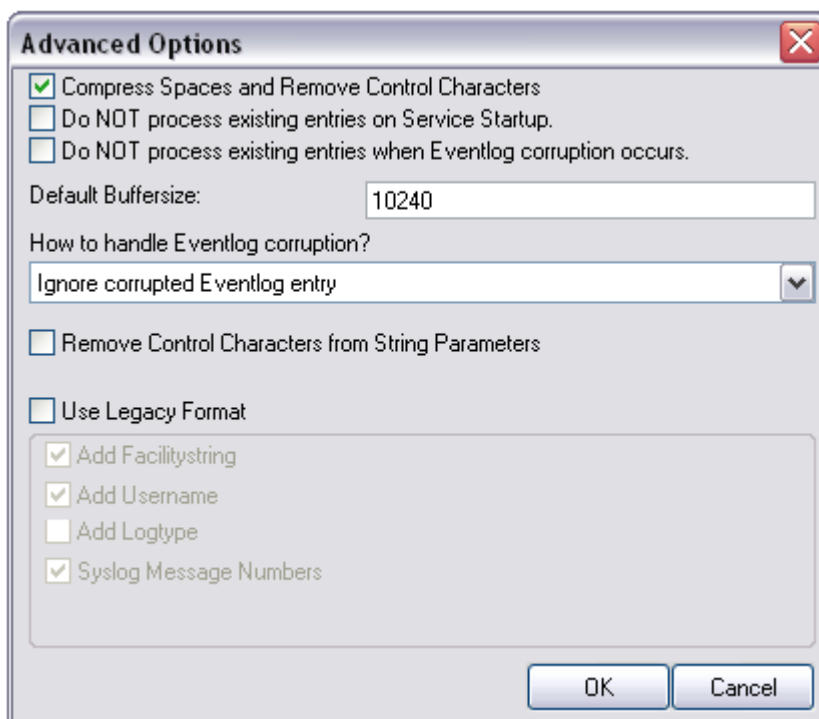 Advanced Options
Compress Spaces and Remove Control Characters
Do NOT process existing entries on Service Startup.
Do NOT process existing entries when Eventlog corruption occurs.
Default Buffersize: 10240
How to handle Eventlog corruption?
Ignore corrupted Eventlog entry
Remove Control Characters from String Parameters
Use Legacy Format
Add Facilitystring
Add Username
Add Logtype
Syslog Message Numbers
OK Cancel